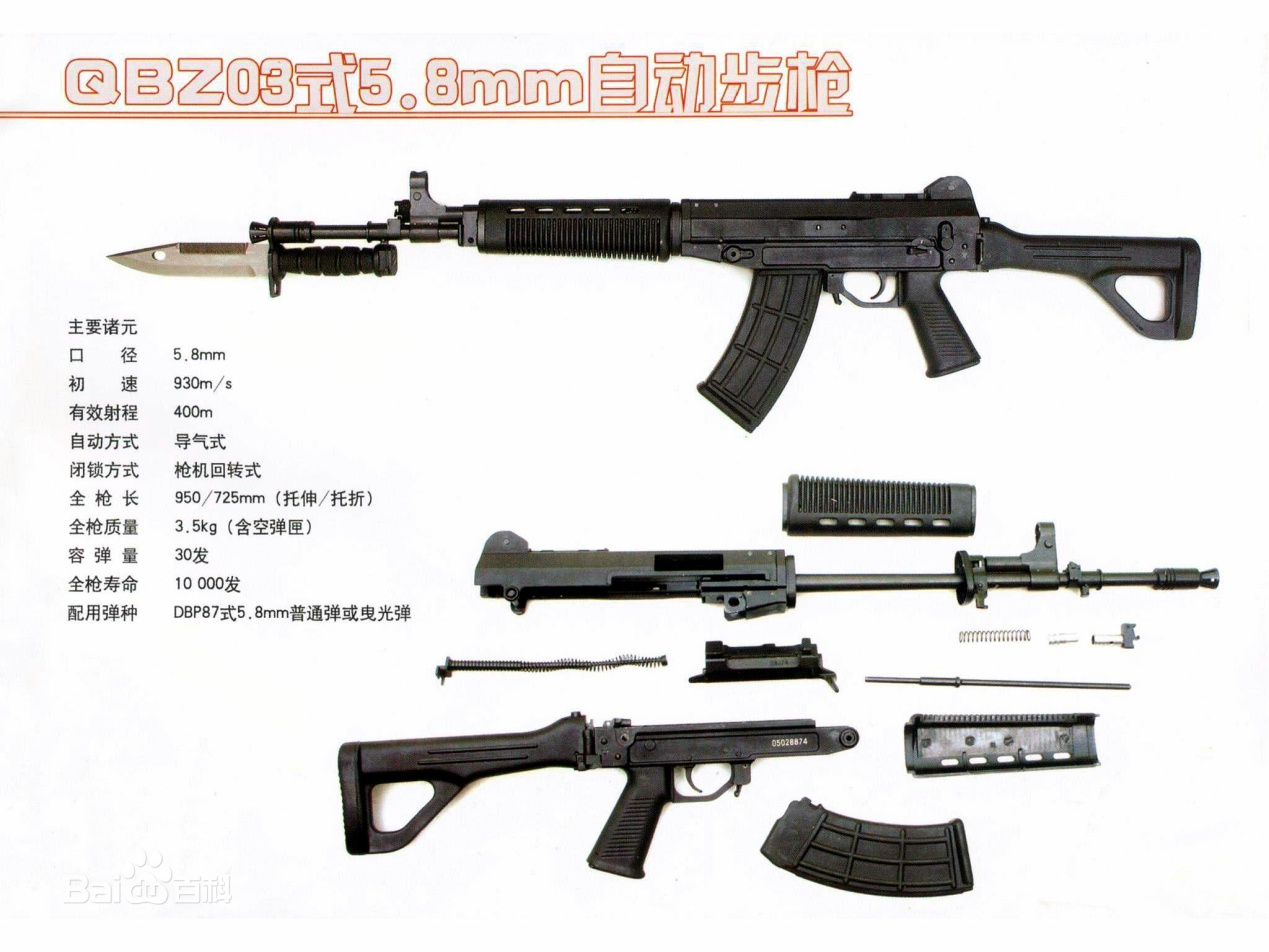 QBZ03式5.8mm自动步枪
主要诸元
口 径 5.8mm
初 速 930m/s
有效射程 400m
自动方式 导气式
闭锁方式 枪机回转式
全 枪 长 950/725mm（托伸/托折）
全枪质量 3.5kg（含空弹匣）
容 弹 量 30发
全枪寿命 10 000发
配用弹种 DBP87式5.8mm普通弹或曳光弹
05028874
Bai du 百科